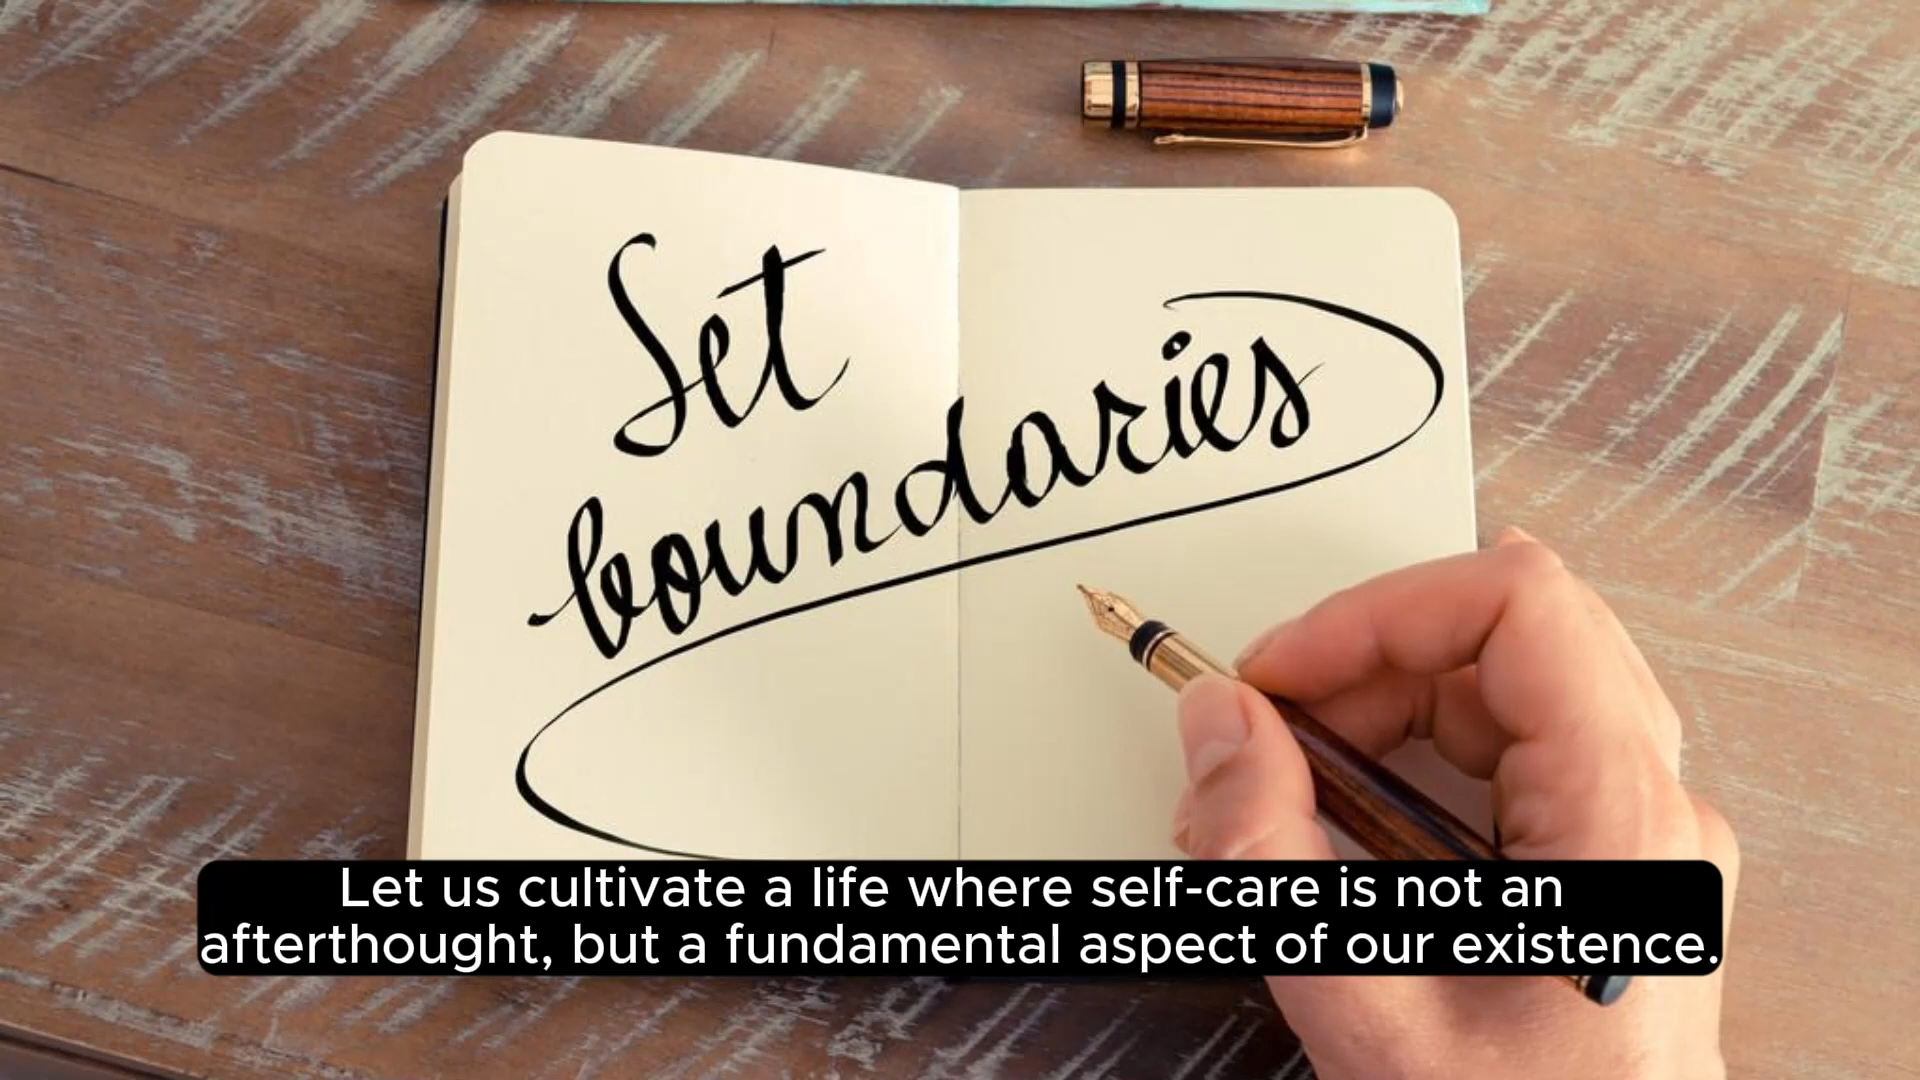 Set
boundaries
Let us cultivate a life where self-care is not an
afterthought, but a fundamental aspect of our existence.